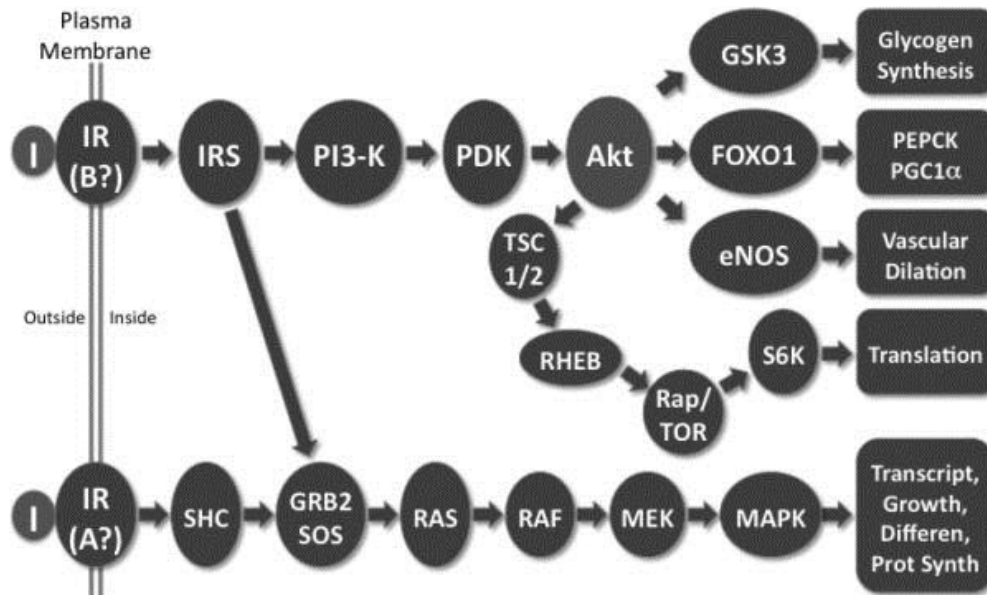 Plasma
Membrane
I
IR
(B?)
IRS
PI3-K
PDK
Akt
GSK3
Glycogen
Synthesis
FOXO1
PEPCK
PGC1α
eNOS
Vascular
Dilation
TSC
1/2
Outside
Inside
RHEB
Rap/
TOR
S6K
Translation
I
IR
(A?)
SHC
GRB2
SOS
RAS
RAF
MEK
MAPK
Transcript,
Growth,
Differen,
Prot Synth